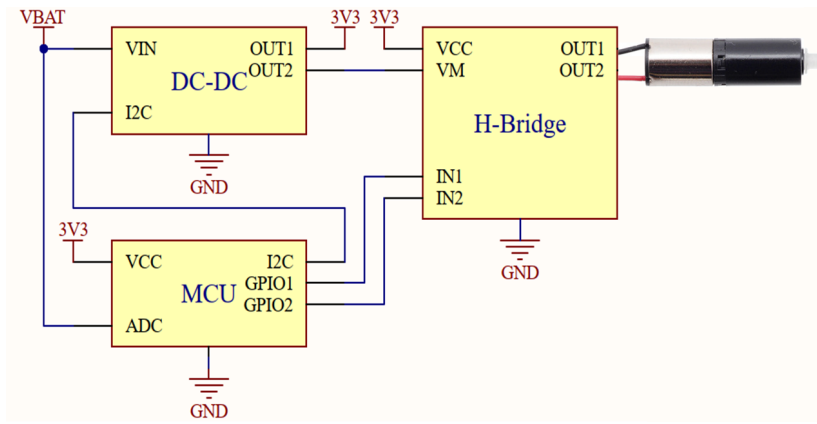 VBAT
3V3
3V3
VIN
OUT1
OUT2
DC-DC
I2C
GND
VCC
VM
OUT1
OUT2
H-Bridge
IN1
IN2
GND
3V3
VCC
I2C
GPIO1
MCU
GPIO2
ADC
GND